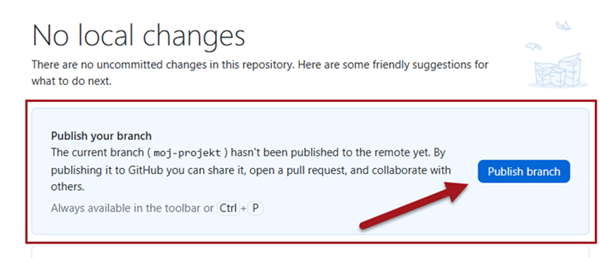 No local changes
There are no uncommitted changes in this repository. Here are some friendly suggestions for
what to do next.
Publish your branch
The current branch ( moj-projekt ) hasn't been published to the remote yet. By
publishing it to GitHub you can share it, open a pull request, and collaborate with
others.
Always available in the toolbar or Ctrl + P
Publish branch